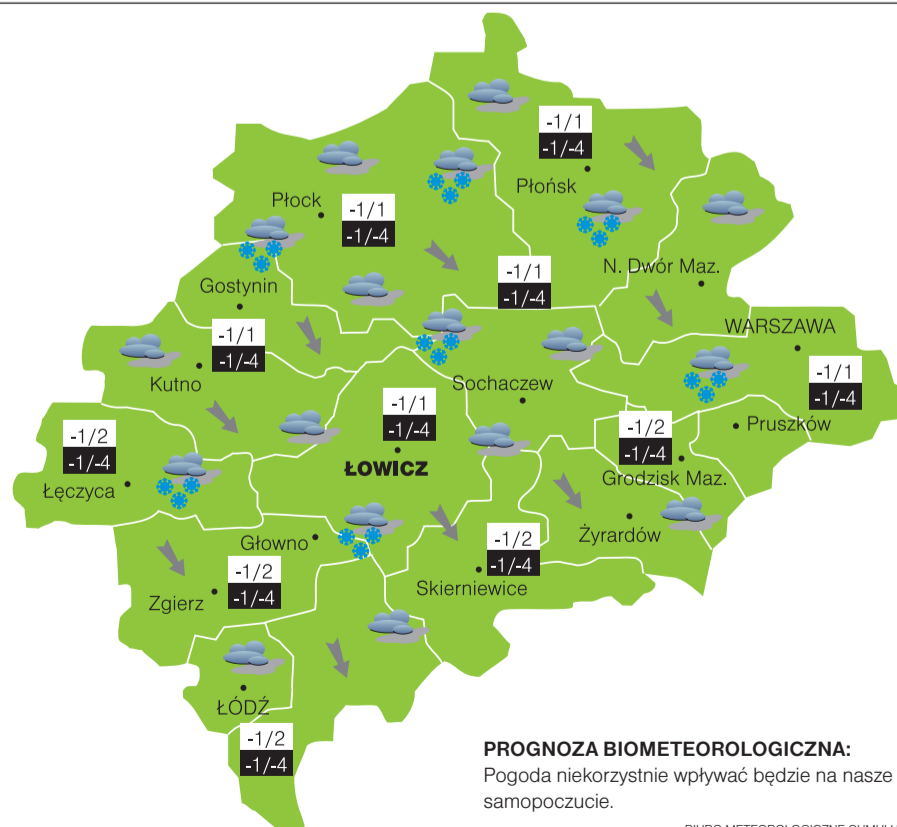 -1/1
-1/-4
Płońsk
Płock
-1/1
-1/-4
N. Dwór Maz.
-1/1
-1/-4
Gostynin
-1/1
-1/-4
WARSZAWA
-1/1
-1/-4
Kutno
Sochaczew
-1/1
-1/-4
ŁOWICZ
Pruszków
-1/2
-1/-4
Grodzisk Maz.
-1/2
-1/-4
Łęczyca
Głowno
Żyrardów
-1/2
-1/-4
Skierniewice
-1/2
-1/-4
Zgierz
ŁÓDŹ
-1/2
-1/-4
PROGNOZA BIOMETEOROLOGICZNA:
Pogoda niekorzystnie wpływać będzie na nasze
samopoczucie.